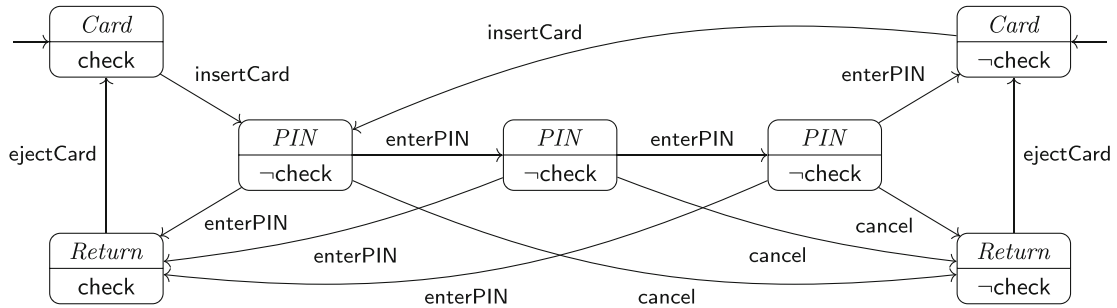 Card
check
insertCard
Card
¬check
insertCard
enterPIN
ejectCard
PIN
¬check
enterPIN
PIN
¬check
enterPIN
PIN
¬check
ejectCard
enterPIN
enterPIN
enterPIN
cancel
cancel
cancel
Return
check
Return
¬check